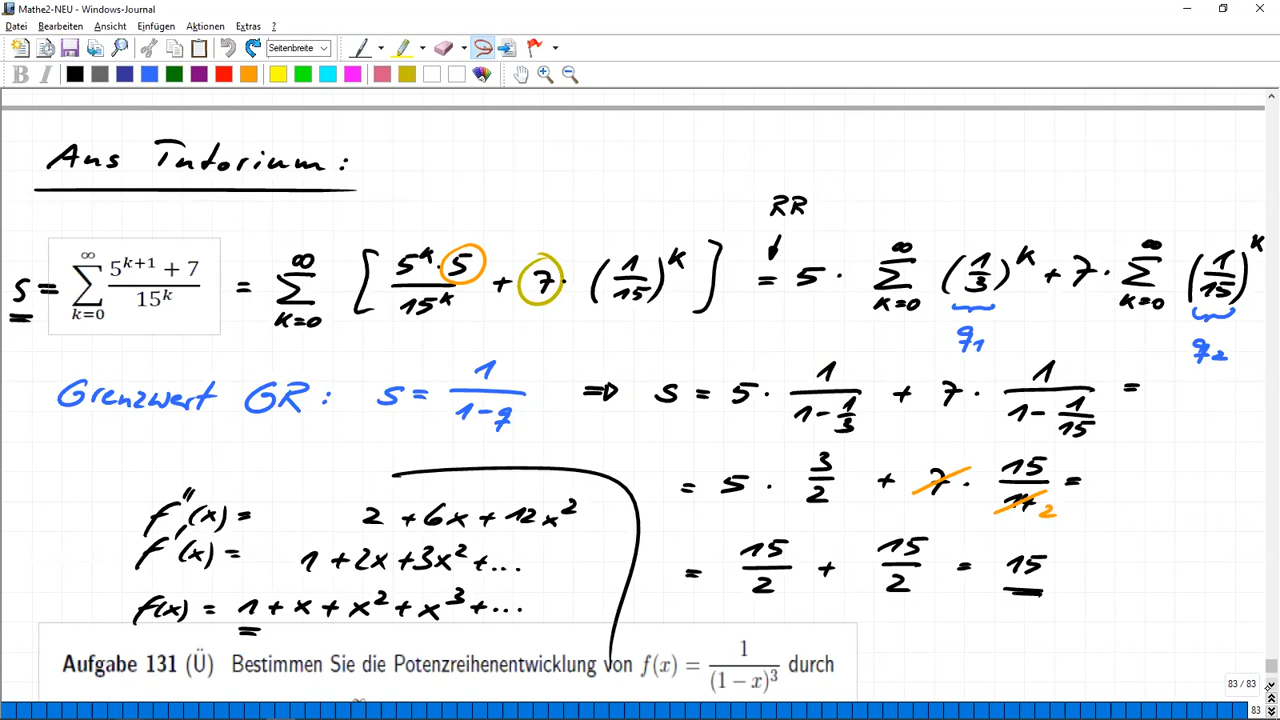 Mathe2-NEU - Windows-Journal
Datei Bearbeiten Ansicht Einfügen Aktionen Extras ?
Seitenbreite
B I
Ans Tutorium:
RR
s = ∑_{k=0}^{∞} (5^{k+1} + 7)/15^k = ∑_{k=0}^{∞} [ (5^k · 5)/15^k + 7 · (1/15)^k ] = 5 · ∑_{k=0}^{∞} (1/3)^k + 7 · ∑_{k=0}^{∞} (1/15)^k
q₁ q₂
Grenzwert GR: s = 1/(1-q) ⇒ s = 5 · 1/(1 - 1/3) + 7 · 1/(1 - 1/15) =
= 5 · 3/2 + 7 · 15/14 2 =
f''(x) = 2 + 6x + 12x²
f'(x) = 1 + 2x + 3x² + ...
= 15/2 + 15/2 = 15
f(x) = 1 + x + x² + x³ + ...
Aufgabe 131 (Ü) Bestimmen Sie die Potenzreihenentwicklung von f(x) = 1/(1 − x)³ durch
∞
83 / 83
83